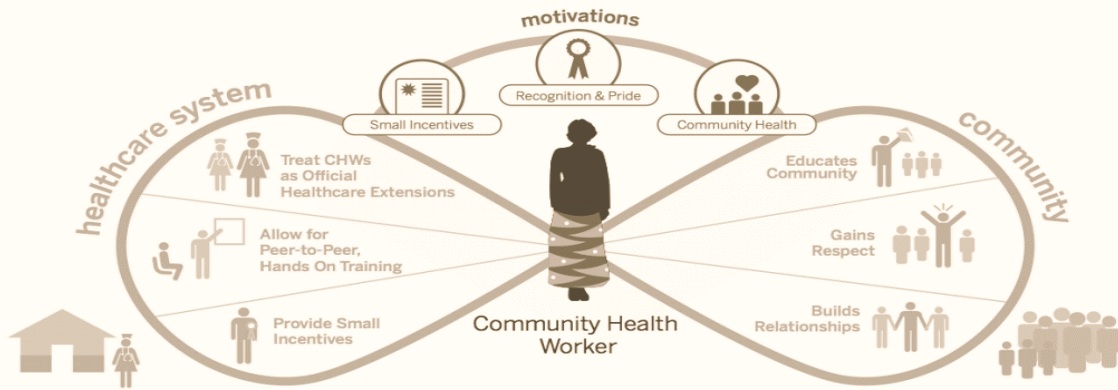 motivations
Small Incentives
Recognition & Pride
Community Health
healthcare system
Treat CHWs
as Official
Healthcare Extensions
Allow for
Peer-to-Peer,
Hands On Training
Provide Small
Incentives
Community Health
Worker
community
Educates
Community
Gains
Respect
Builds
Relationships